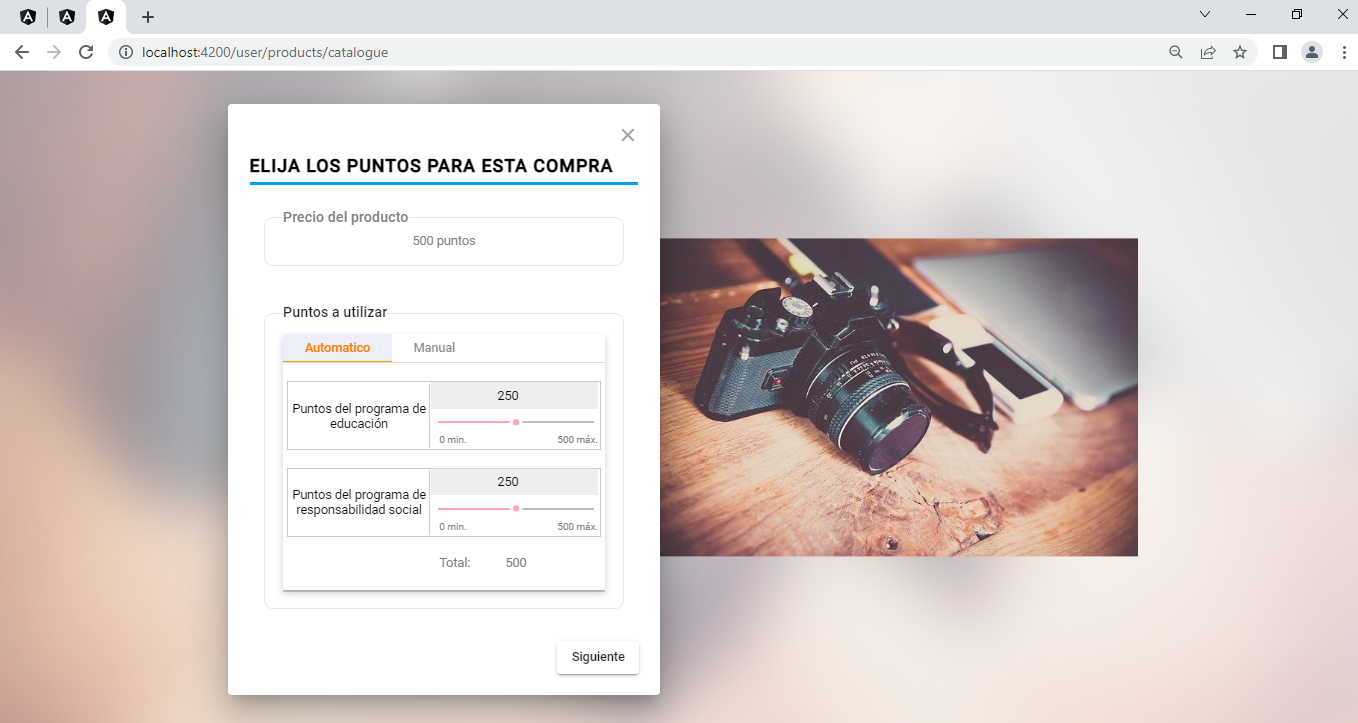 localhost:4200/user/products/catalogue
ELIJA LOS PUNTOS PARA ESTA COMPRA
Precio del producto
500 puntos
Puntos a utilizar
Automatico Manual
Puntos del programa de
educación
250
0 min. 500 máx.
Puntos del programa de
responsabilidad social
250
0 min. 500 máx.
Total: 500
Siguiente